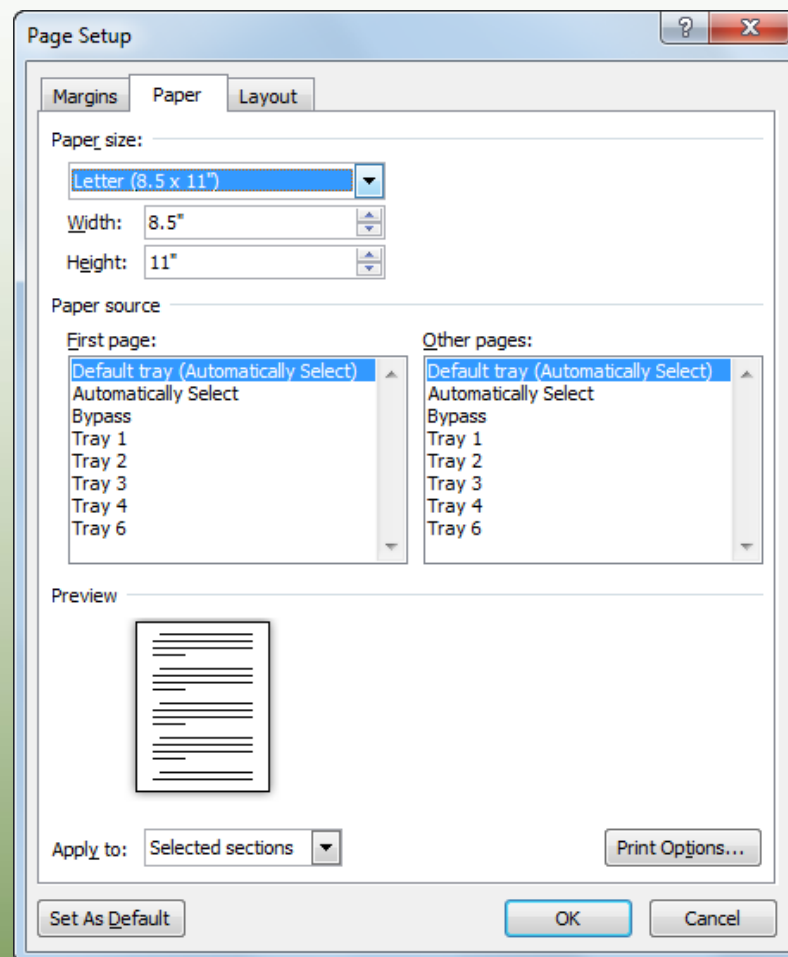 Page Setup
Margins Paper Layout
Paper size:
Letter (8.5 x 11")
Width: 8.5"
Height: 11"
Paper source
First page:
Default tray (Automatically Select)
Automatically Select
Bypass
Tray 1
Tray 2
Tray 3
Tray 4
Tray 6
Other pages:
Default tray (Automatically Select)
Automatically Select
Bypass
Tray 1
Tray 2
Tray 3
Tray 4
Tray 6
Preview
Apply to: Selected sections
Print Options...
Set As Default
OK
Cancel